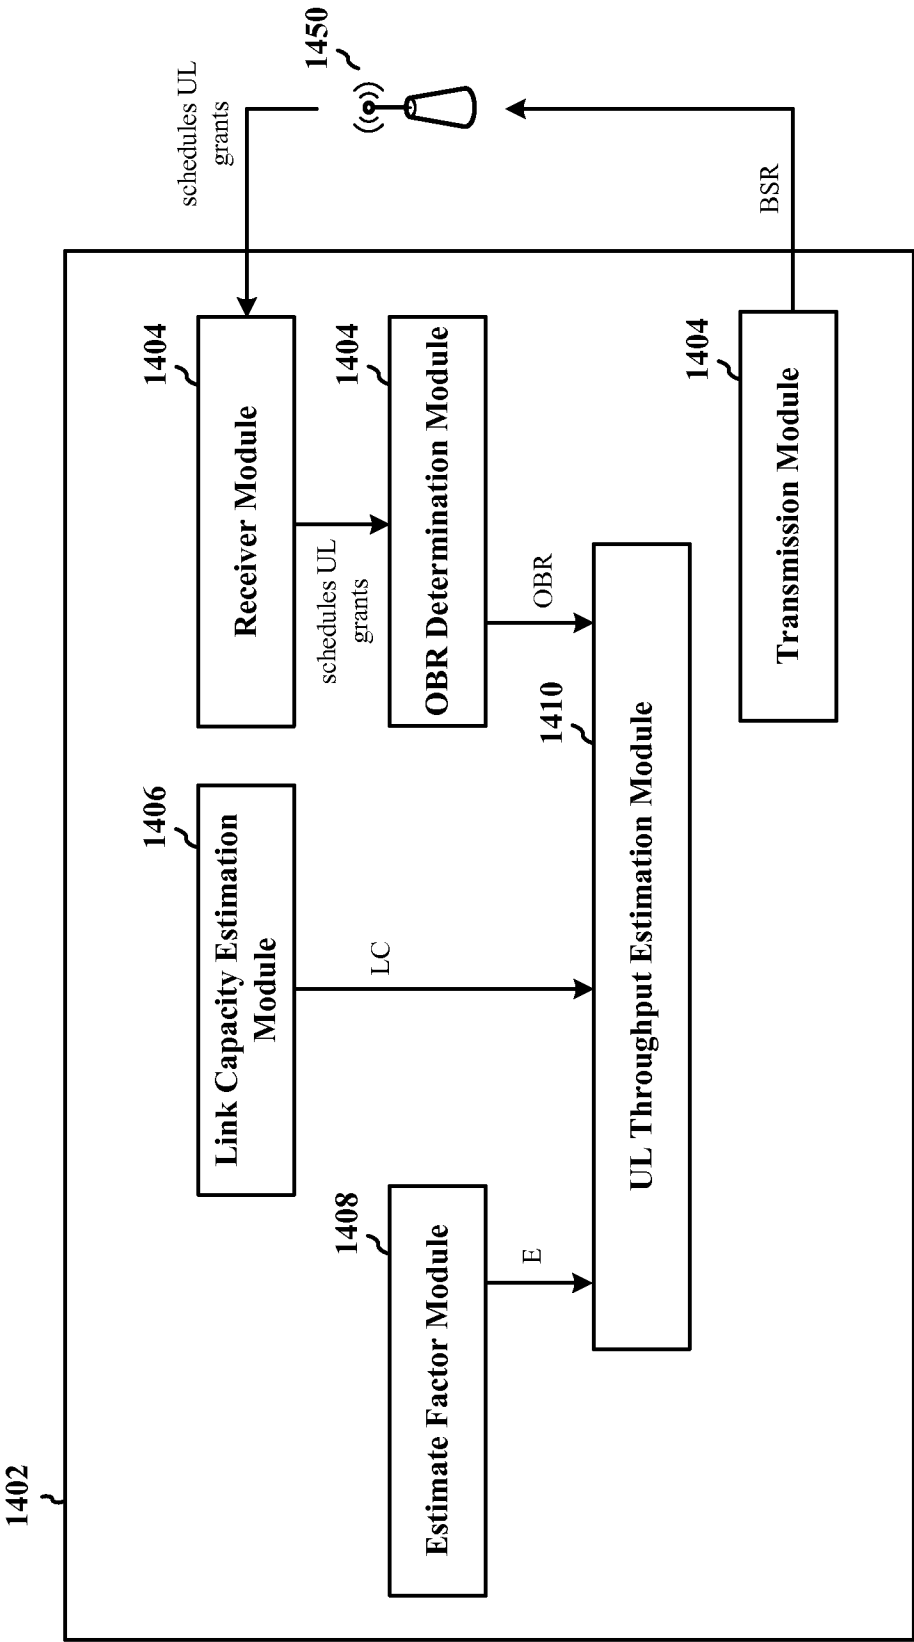 1402
1408
Estimate Factor Module
E
1406
Link Capacity Estimation
Module
LC
1404
Receiver Module
schedules UL
grants
1404
OBR Determination Module
OBR
1410
UL Throughput Estimation Module
1404
Transmission Module
schedules UL
grants
1450
BSR